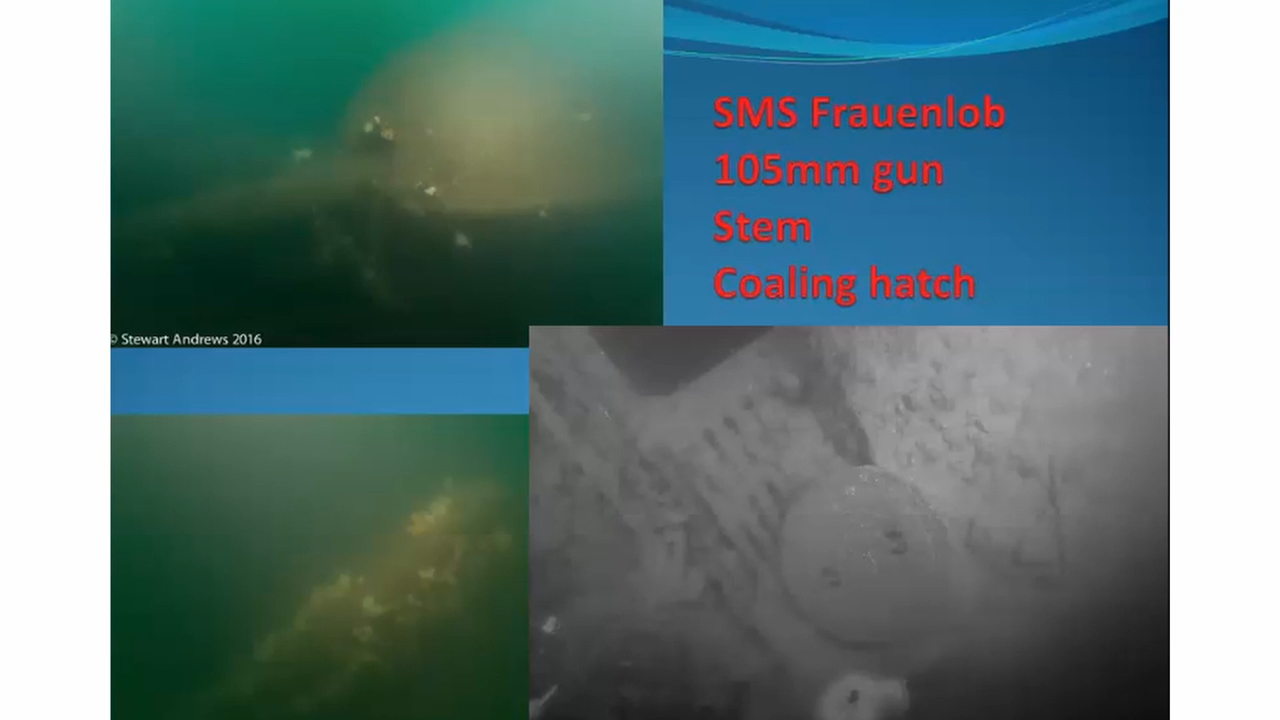 SMS Frauenlob
105mm gun
Stem
Coaling hatch
© Stewart Andrews 2016